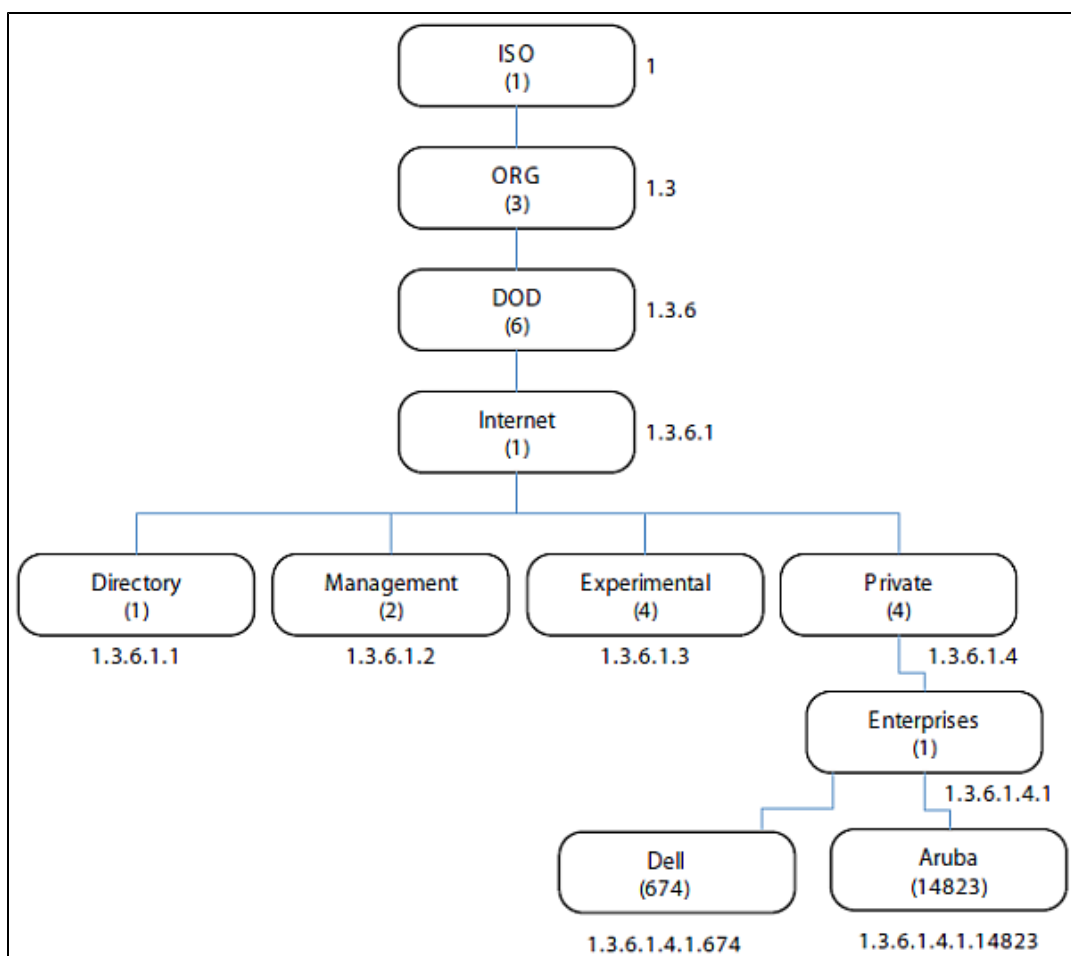 ISO
(1)
1
ORG
(3)
1.3
DOD
(6)
1.3.6
Internet
(1)
1.3.6.1
Directory
(1)
1.3.6.1.1
Management
(2)
1.3.6.1.2
Experimental
(4)
1.3.6.1.3
Private
(4)
1.3.6.1.4
Enterprises
(1)
1.3.6.1.4.1
Dell
(674)
1.3.6.1.4.1.674
Aruba
(14823)
1.3.6.1.4.1.14823